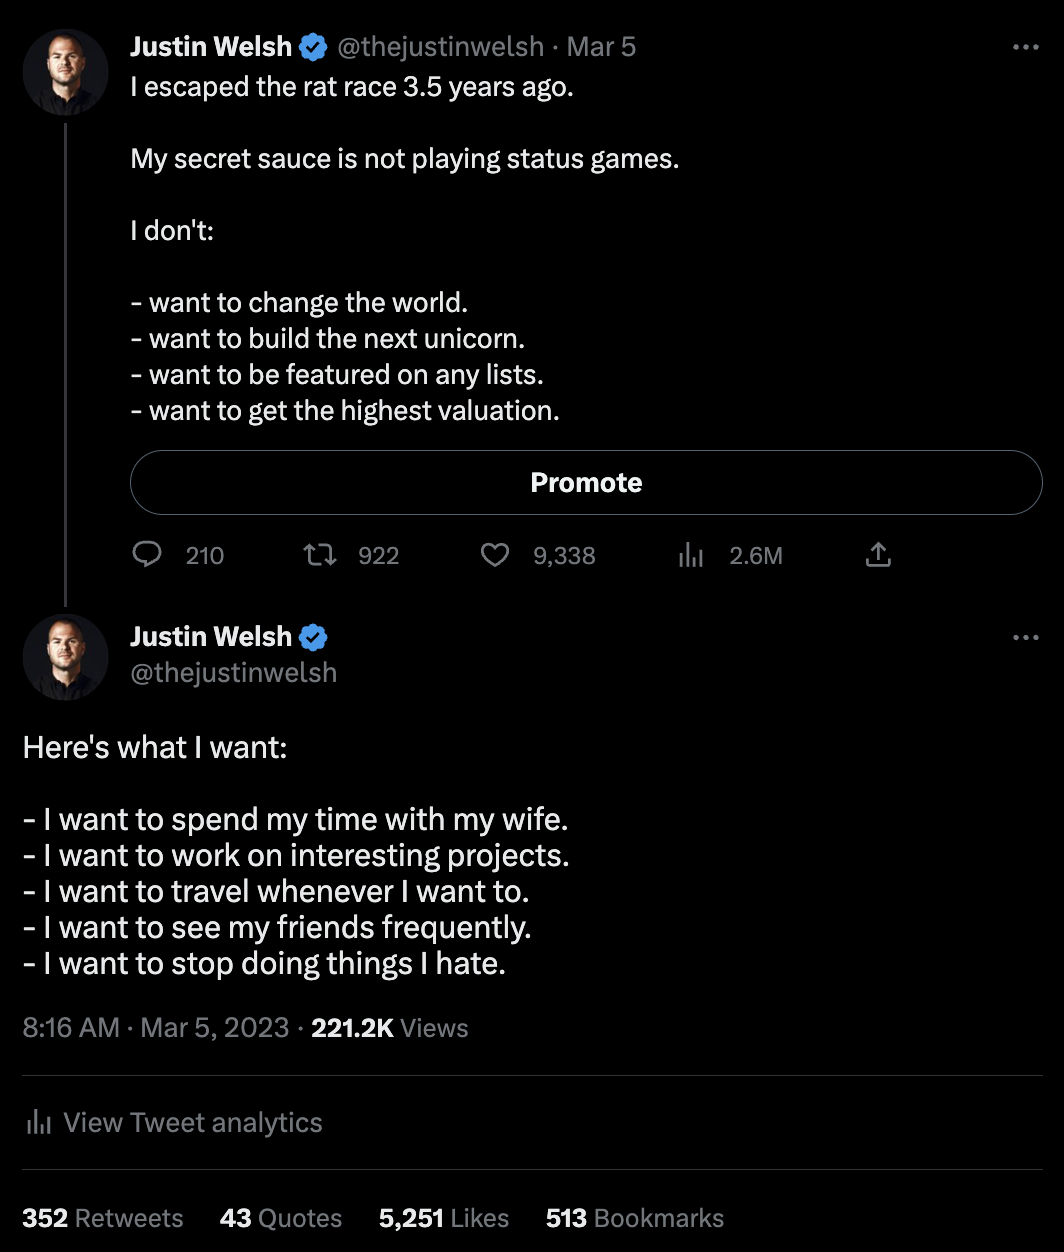 Justin Welsh @thejustinwelsh · Mar 5
I escaped the rat race 3.5 years ago.
My secret sauce is not playing status games.
I don't:
- want to change the world.
- want to build the next unicorn.
- want to be featured on any lists.
- want to get the highest valuation.
Promote
210 922 9,338 2.6M
Justin Welsh
@thejustinwelsh
Here's what I want:
- I want to spend my time with my wife.
- I want to work on interesting projects.
- I want to travel whenever I want to.
- I want to see my friends frequently.
- I want to stop doing things I hate.
8:16 AM · Mar 5, 2023 · 221.2K Views
View Tweet analytics
352 Retweets 43 Quotes 5,251 Likes 513 Bookmarks